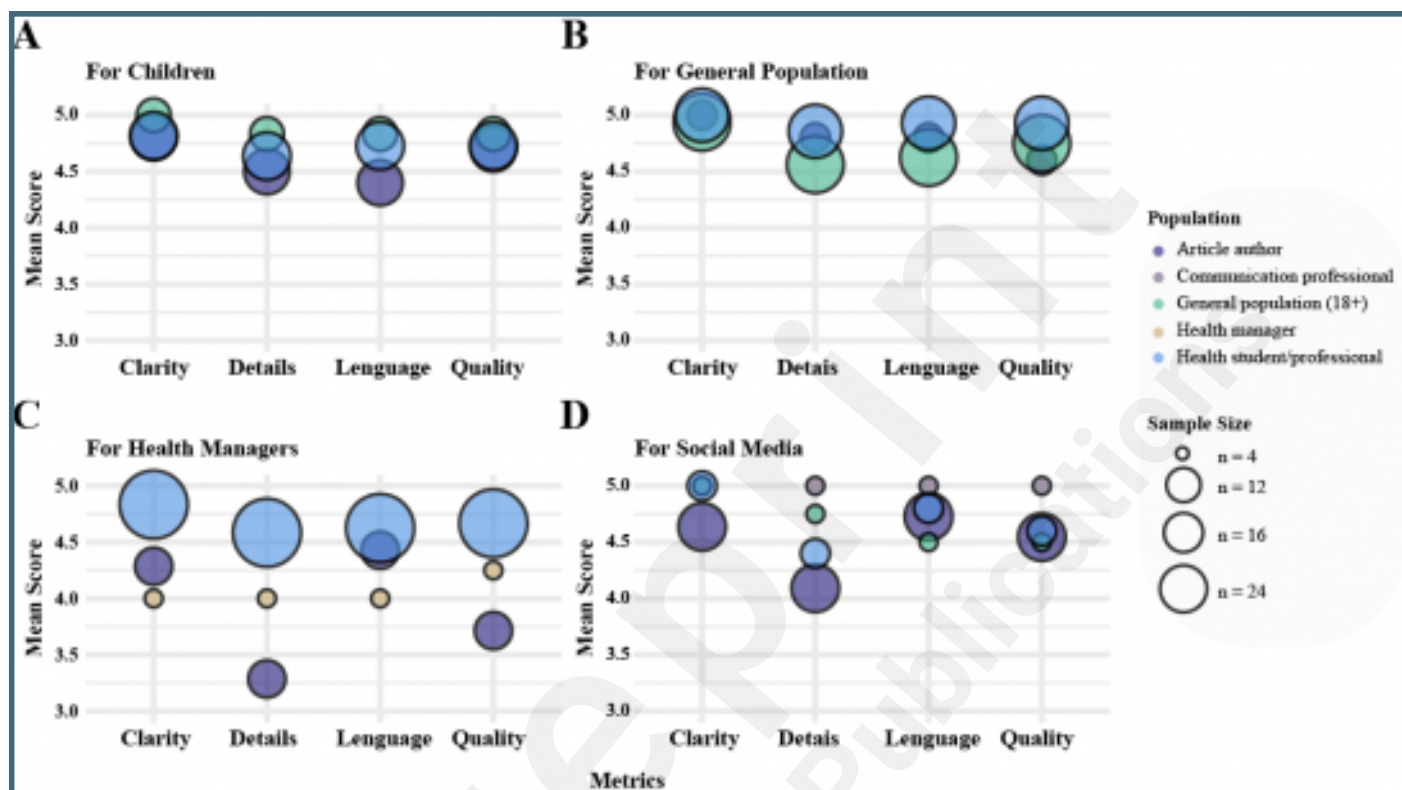 A
For Children
5.0
4.5
4.0
3.5
3.0
Mean Score
Clarity Details Lenguage Quality
B
For General Population
5.0
4.5
4.0
3.5
3.0
Mean Score
Clarity Detais Lenguage Quality
C
For Health Managers
5.0
4.5
4.0
3.5
3.0
Mean Score
Clarity Details Lenguage Quality
D
For Social Media
5.0
4.5
4.0
3.5
3.0
Mean Score
Clarity Detais Lenguage Quality
Metrics
Population
Article author
Communication professional
General population (18+)
Health manager
Health student/professional
Sample Size
n = 4
n = 12
n = 16
n = 24
eprint
Publications